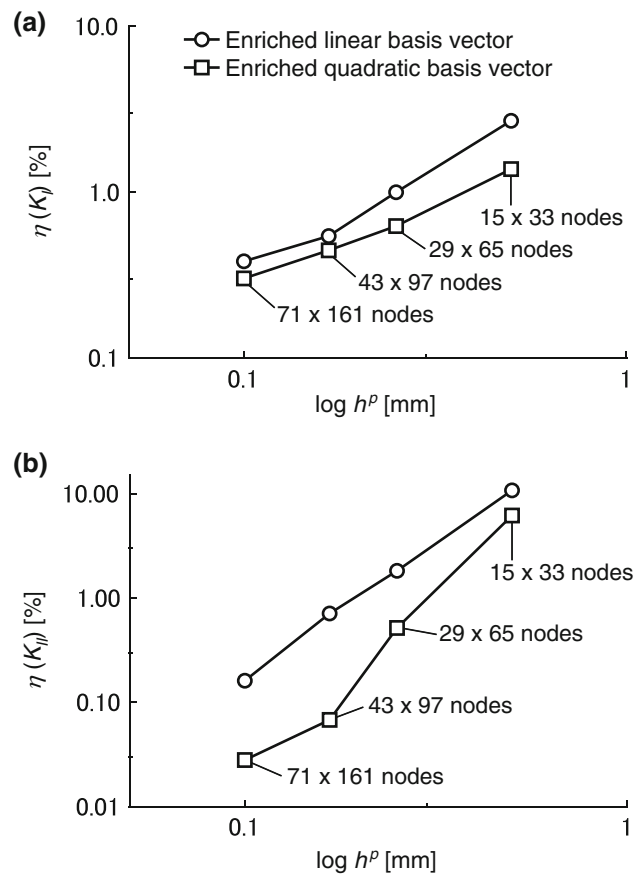 (a)
10.0
Enriched linear basis vector
Enriched quadratic basis vector
η (K_I) [%]
1.0
15 x 33 nodes
29 x 65 nodes
43 x 97 nodes
71 x 161 nodes
0.1
0.1
1
log h^p [mm]
(b)
10.00
η (K_II) [%]
15 x 33 nodes
1.00
29 x 65 nodes
0.10
43 x 97 nodes
71 x 161 nodes
0.01
0.1
1
log h^p [mm]